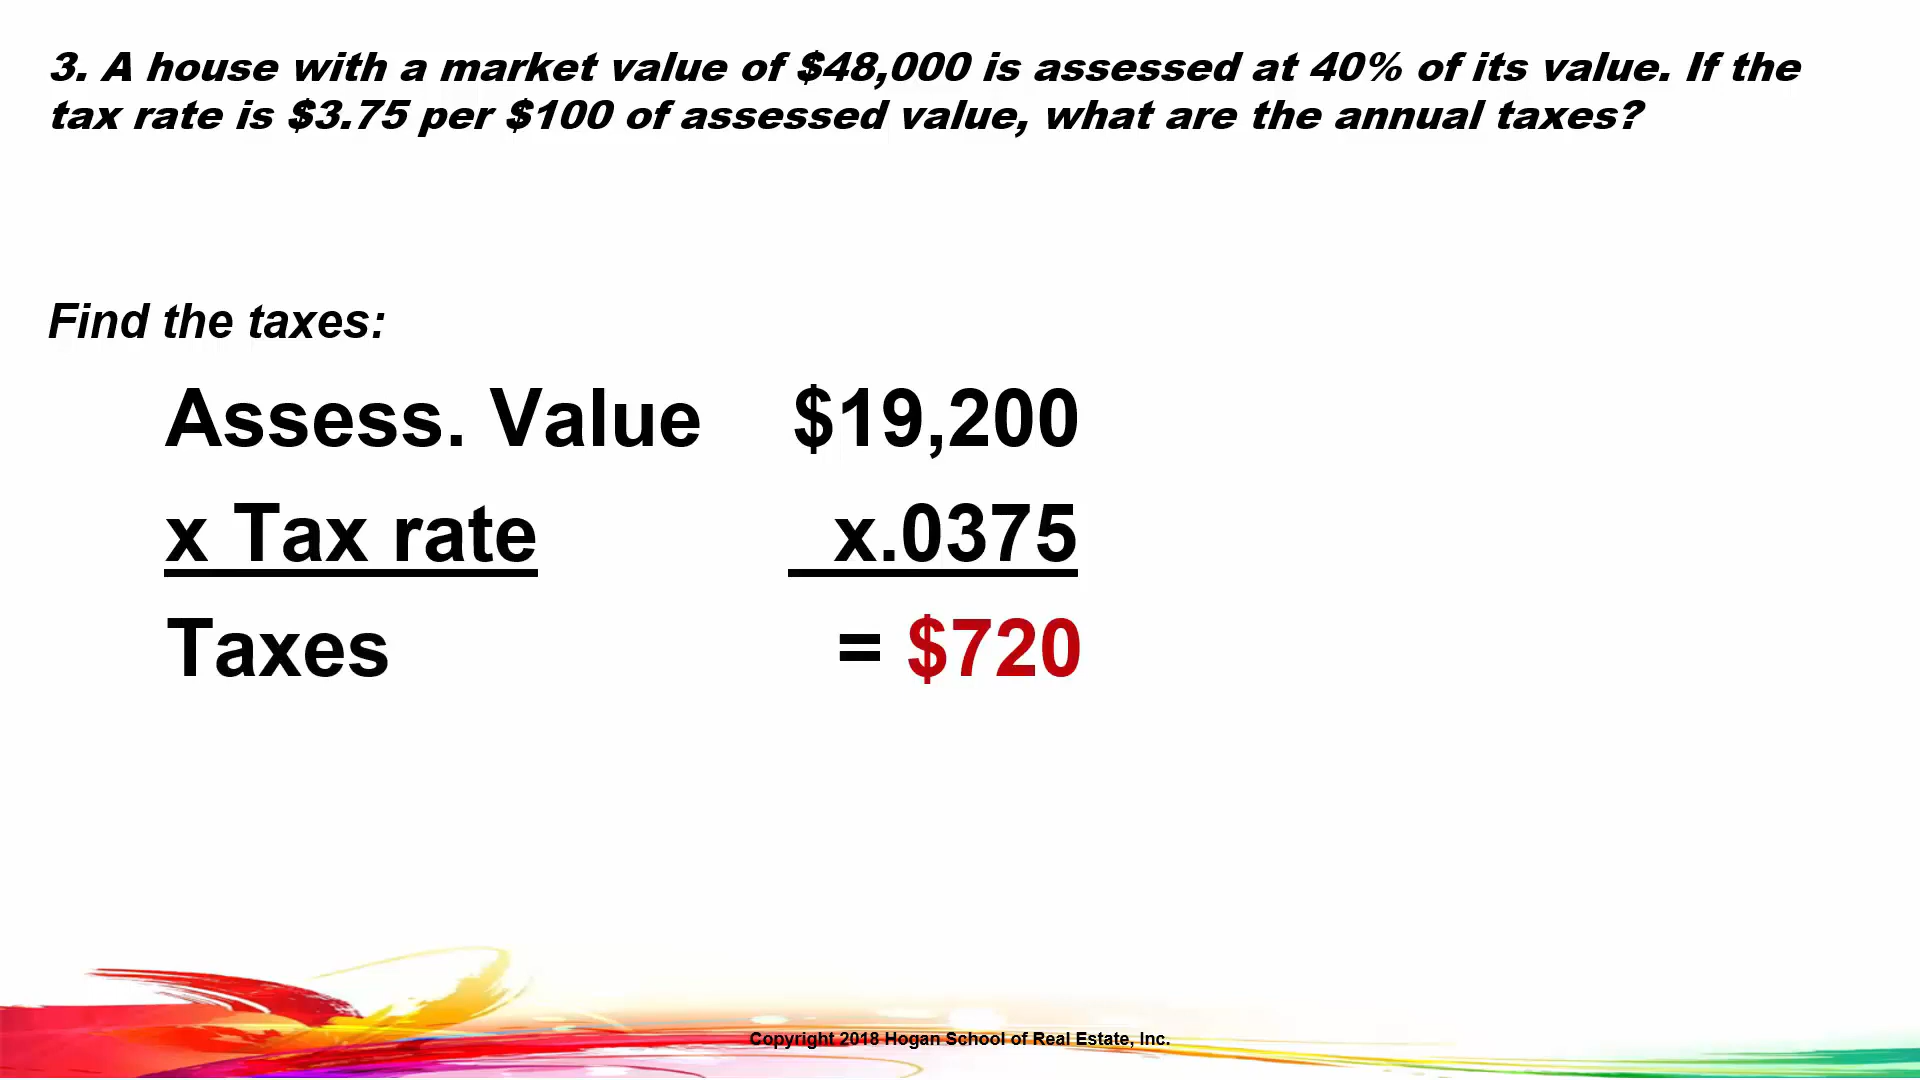 3. A house with a market value of $48,000 is assessed at 40% of its value. If the
tax rate is $3.75 per $100 of assessed value, what are the annual taxes?
Find the taxes:
Assess. Value $19,200
x Tax rate x.0375
Taxes = $720
Copyright 2018 Hogan School of Real Estate, Inc.